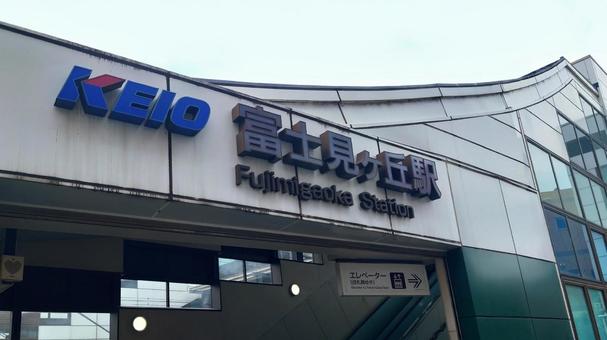 KEIO
富士見ヶ丘駅
Fujimigaoka Station
エレベーター